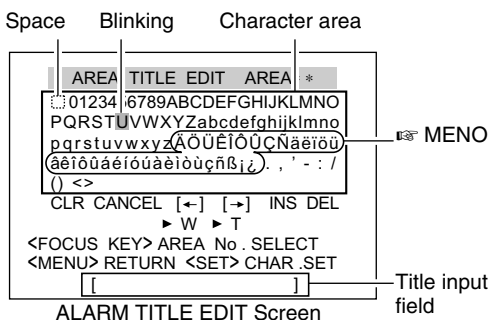 Space Blinking Character area
AREA TITLE EDIT AREA= *
0123456789ABCDEFGHIJKLMNO
PQRSTUVWXYZabcdefghijklmno
pqrstuvwxyzÄÖÜÊÎÔÛÇÑäëïöü
âêîôûáéíóúàèìòùçñß¡¿. , ' - : /
() <>
☞ MENO
CLR CANCEL [←] [→] INS DEL
► W ► T
<FOCUS KEY> AREA No . SELECT
<MENU> RETURN <SET> CHAR .SET
[ ]
Title input
field
ALARM TITLE EDIT Screen